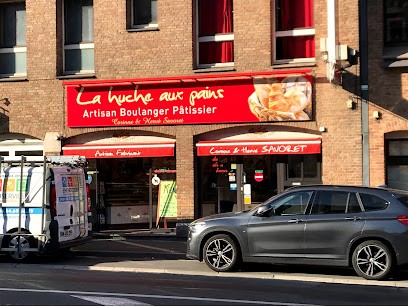 La huche aux pains
Artisan Boulanger Pâtissier
Corinne & Hervé Savoret
Artisan Fabricant
Corinne & Hervé SAVORET